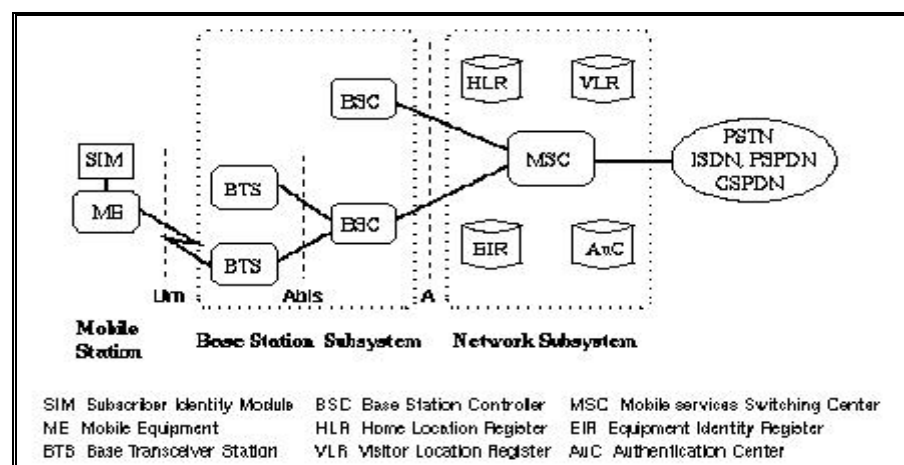 HLR VLR
BSC
PSTN
ISDN, PSPDN
CSPDN
MSC
SIM
BTS
ME
BSC
EIR AuC
BTS
Um Abis A
Mobile
Station
Base Station Subsystem
Network Subsystem
SIM Subscriber Identity Module BSC Base Station Controller MSC Mobile services Switching Center
ME Mobile Equipment HLR Home Location Register EIR Equipment Identity Register
BTS Base Transceiver Station VLR Visitor Location Register AuC Authentication Center